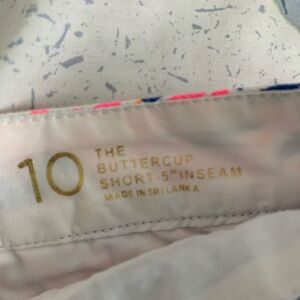 10
THE
BUTTERCUP
SHORT-5" INSEAM
MADE IN SRI LANKA